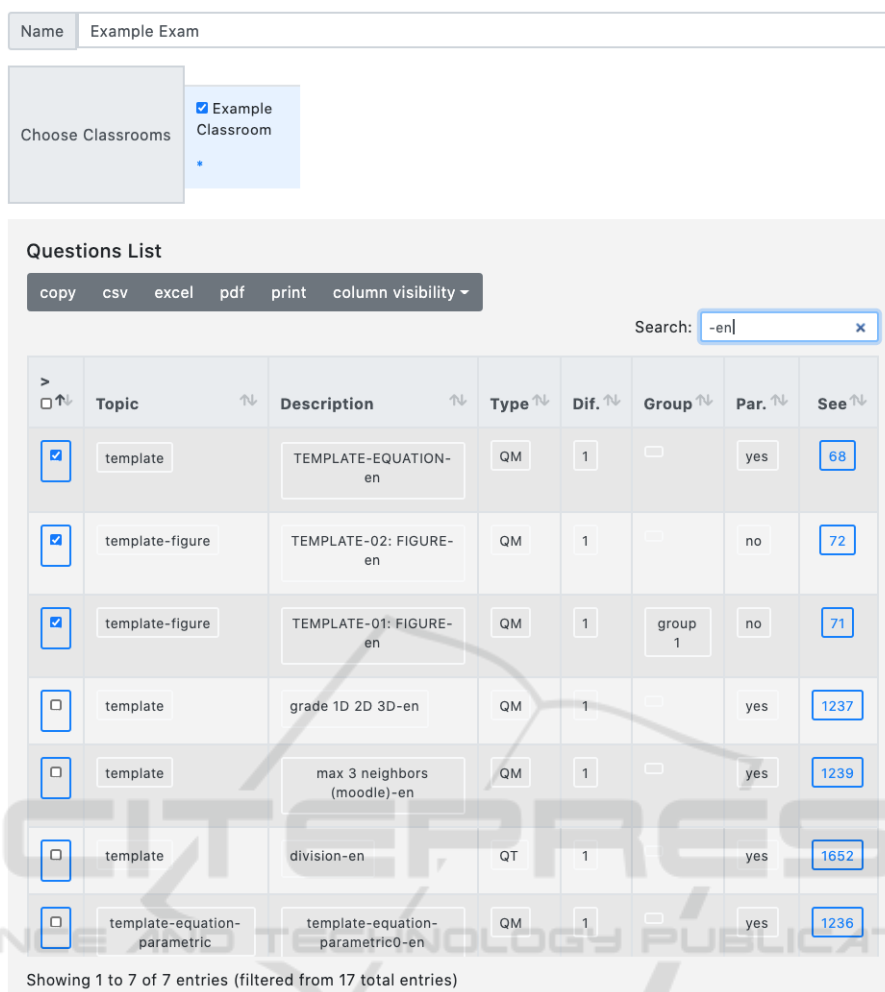 Name Example Exam
Choose Classrooms
Example
Classroom
*
Questions List
copy csv excel pdf print column visibility
Search: -en ×
>
Topic Description Type Dif. Group Par. See
template TEMPLATE-EQUATION-
en QM 1 yes 68
template-figure TEMPLATE-02: FIGURE-
en QM 1 no 72
template-figure TEMPLATE-01: FIGURE-
en QM 1 group
1 no 71
template grade 1D 2D 3D-en QM 1 yes 1237
template max 3 neighbors
(moodle)-en QM 1 yes 1239
template division-en QT 1 yes 1652
template-equation-
parametric template-equation-
parametric0-en QM 1 yes 1236
Showing 1 to 7 of 7 entries (filtered from 17 total entries)
CITEPRES
NCE AND TECHNOLOGY PUBLICAT